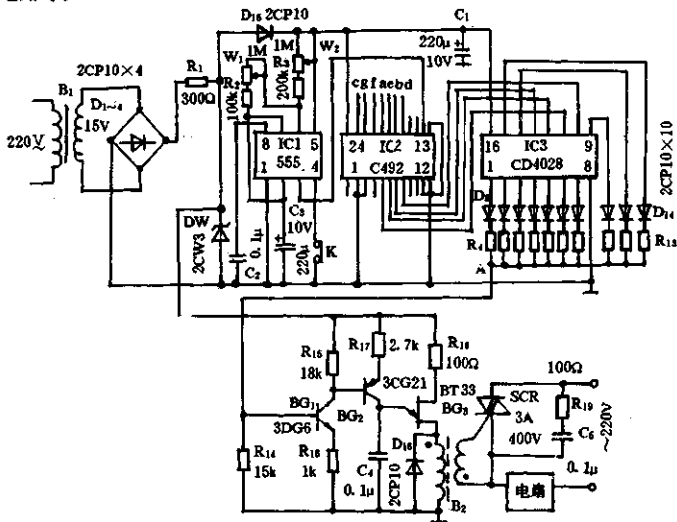 D₁₅ 2CP10
C₁
2CP10×4
W₁
1M
1M
W₂
220μ
10V
B₁
R₁
R₂
R₃
300Ω
100k
200k
c g f a e b d
D₁₋₄
15V
220V
~
8
5
IC1
1
555
4
24
13
IC2
1
C492
12
16
9
IC3
1
CD4028
8
2CP10×10
DW
2CW3
0.1μ
C₂
C₃
10V
220μ
K
D₅
D₁₄
R₄
R₁₃
A
R₁₇
2.7k
R₁₈
100Ω
R₁₅
18k
3CG21
BT33
100Ω
BG₁
BG₂
BG₃
SCR
3A
400V
R₁₉
~220V
3DG6
D₁₆
C₅
R₁₄
15k
R₁₆
1k
C₄
0.1μ
2CP10
B₂
0.1μ
电扇